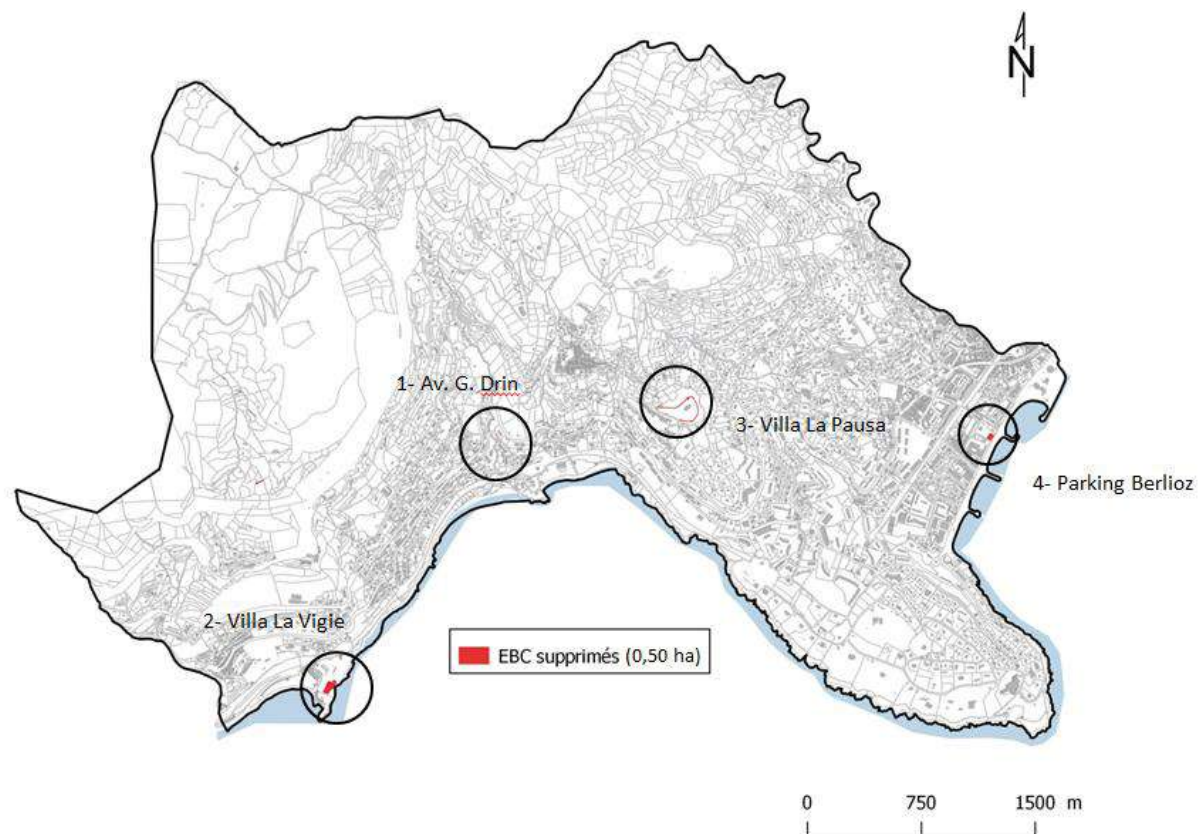 N
1- Av. G. Drin
3- Villa La Pausa
4- Parking Berlioz
2- Villa La Vigie
EBC supprimés (0,50 ha)
0 750 1500 m